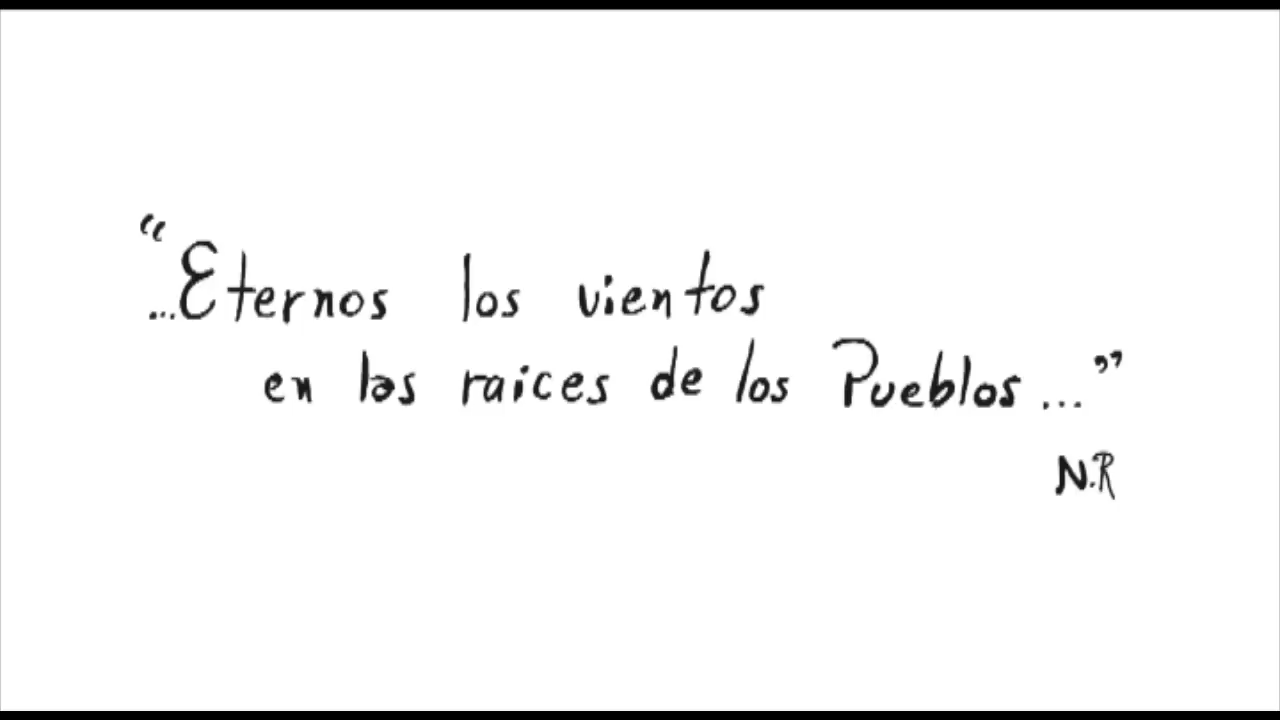 “...Eternos los vientos
en las raices de los Pueblos...”
N.R